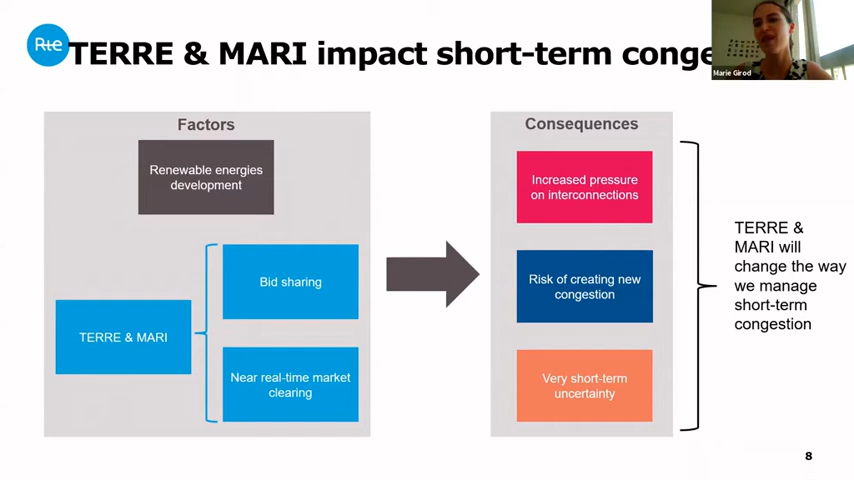 Rte
TERRE & MARI impact short-term conge
Marie Girod
Factors
Renewable energies
development
TERRE & MARI
Bid sharing
Near real-time market
clearing
Consequences
Increased pressure
on interconnections
Risk of creating new
congestion
Very short-term
uncertainty
TERRE &
MARI will
change the way
we manage
short-term
congestion
8